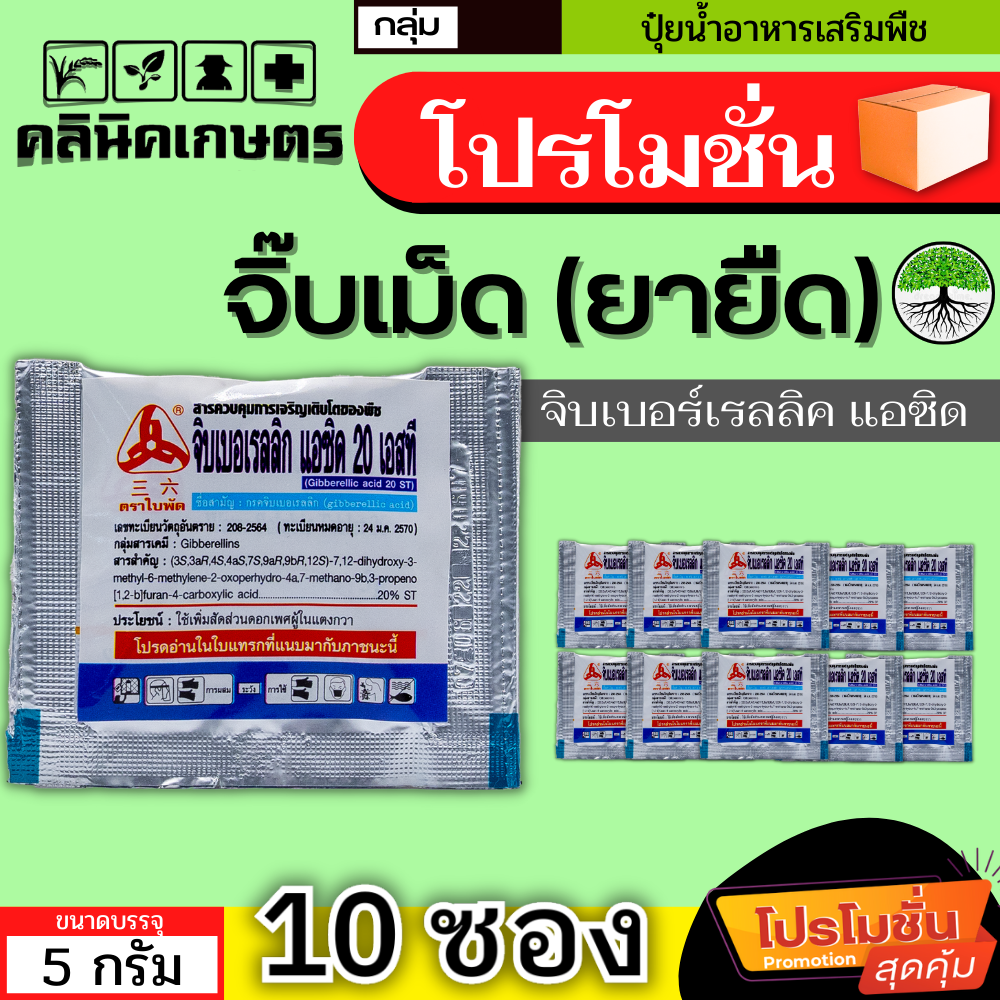 กลุ่ม
ปุ๋ยน้ำอาหารเสริมพืช
คลินิคเกษตร
โปรโมชั่น
จิ๊บเม็ด (ยายืด)
จิบเบอร์เรลลิค แอซิด
สารควบคุมการเจริญเติบโตของพืช
®
จิบเบอเรลลิก แอซิด 20 เอสที
(Gibberellic acid 20 ST)
三 六
ตราใบพัด
ชื่อสามัญ : กรดจิบเบอเรลลิก (gibberellic acid)
เลขทะเบียนวัตถุอันตราย : 208-2564 ( ทะเบียนหมดอายุ : 24 ม.ค. 2570)
กลุ่มสารเคมี : Gibberellins
สารสำคัญ : (3S,3aR,4S,4aS,7S,9aR,9bR,12S)-7,12-dihydroxy-3-
methyl-6-methylene-2-oxoperhydro-4a,7-methano-9b,3-propeno
[1,2-b]furan-4-carboxylic acid..............................20% ST
ประโยชน์ : ใช้เพิ่มสัดส่วนดอกเพศผู้ในแตงกวา
โปรดอ่านในใบแทรกที่แนบมากับภาชนะนี้
การผสม
ระวัง
การใช้
ขนาดบรรจุ
5 กรัม
10 ซอง
โปรโมชั่น
Promotion
สุดคุ้ม